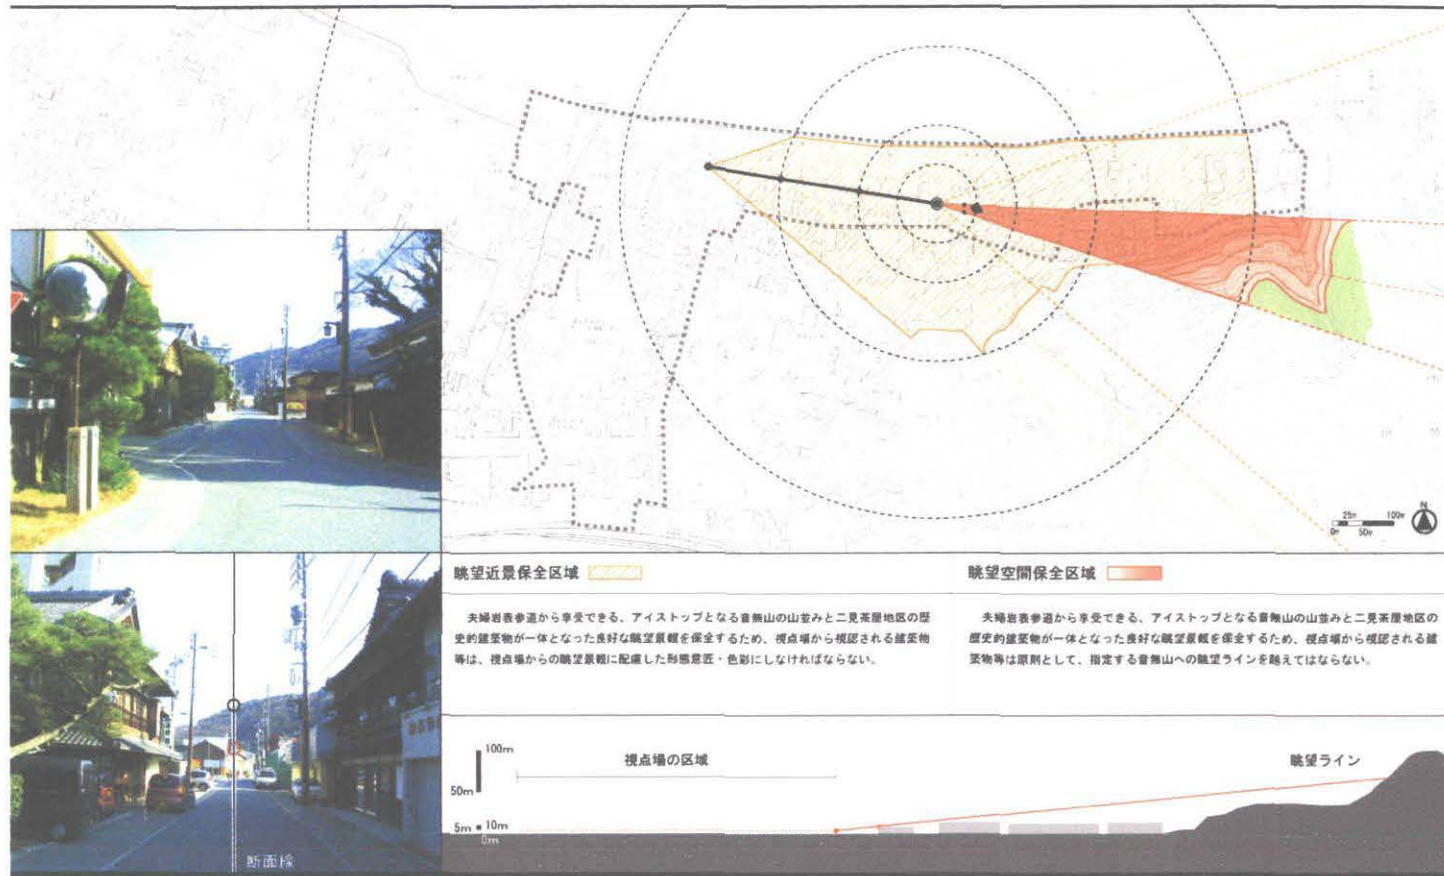 N
25m 100m
0m 50m
眺望近景保全区域
夫婦岩表参道から享受できる、アイストップとなる音無山の山並みと二見茶屋地区の歴
史的建築物が一体となった良好な眺望景観を保全するため、視点場から視認される建築物
等は、視点場からの眺望景観に配慮した形態意匠・色彩にしなければならない。
眺望空間保全区域
夫婦岩表参道から享受できる、アイストップとなる音無山の山並みと二見茶屋地区の
歴史的建築物が一体となった良好な眺望景観を保全するため、視点場から視認される建
築物等は原則として、指定する音無山への眺望ラインを越えてはならない。
断面線
100m
50m
5m 10m
0m
視点場の区域
眺望ライン